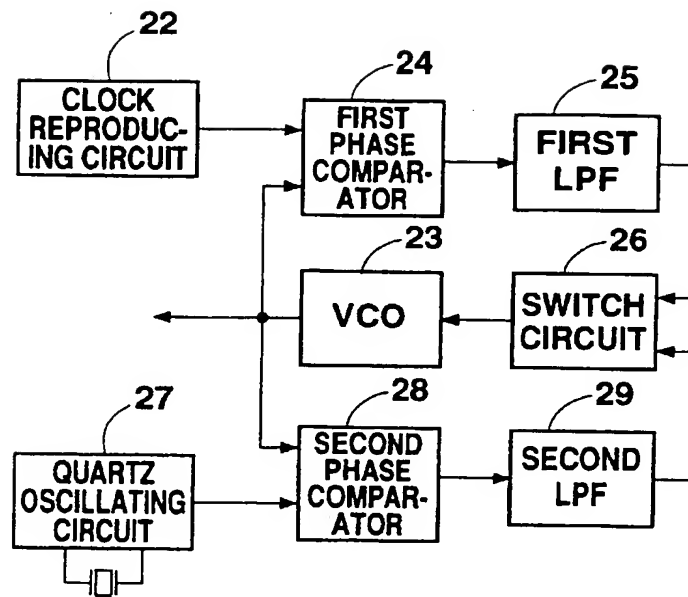 22
CLOCK
REPRODUC-
ING CIRCUIT
24
FIRST
PHASE
COMPAR-
ATOR
25
FIRST
LPF
23
VCO
26
SWITCH
CIRCUIT
27
QUARTZ
OSCILLATING
CIRCUIT
28
SECOND
PHASE
COMPAR-
ATOR
29
SECOND
LPF